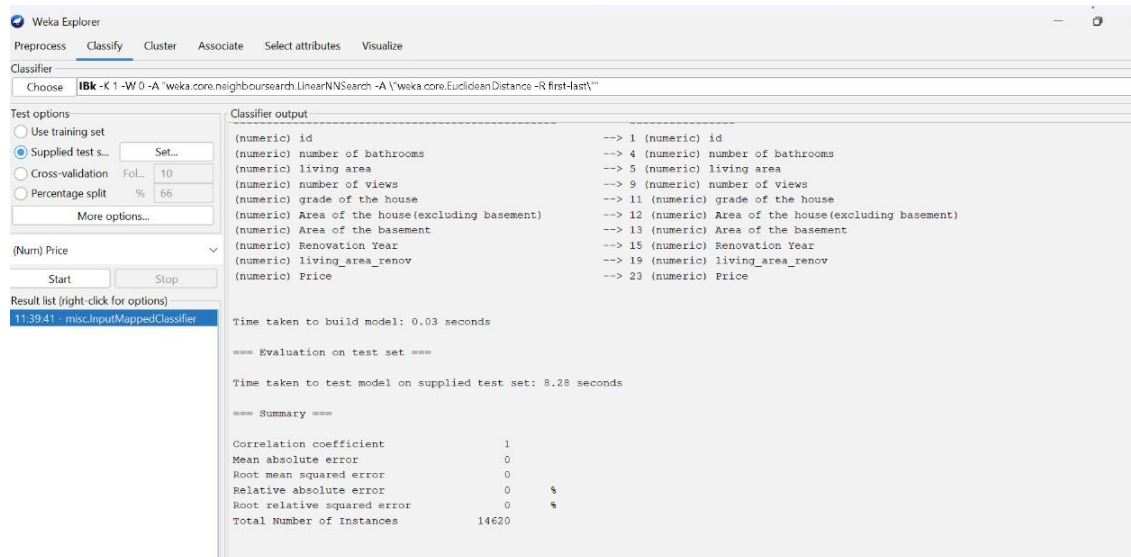 Weka Explorer
Preprocess Classify Cluster Associate Select attributes Visualize
Classifier
Choose IBk -K 1 -W 0 -A "weka.core.neighboursearch.LinearNNSearch -A \"weka.core.EuclideanDistance -R first-last\""
Test options
Use training set
Supplied test s... Set...
Cross-validation Fol... 10
Percentage split % 66
More options...
(Num) Price
Start Stop
Result list (right-click for options)
11:39:41 - misc.InputMappedClassifier
Classifier output
(numeric) id --> 1 (numeric) id
(numeric) number of bathrooms --> 4 (numeric) number of bathrooms
(numeric) living area --> 5 (numeric) living area
(numeric) number of views --> 9 (numeric) number of views
(numeric) grade of the house --> 11 (numeric) grade of the house
(numeric) Area of the house(excluding basement) --> 12 (numeric) Area of the house(excluding basement)
(numeric) Area of the basement --> 13 (numeric) Area of the basement
(numeric) Renovation Year --> 15 (numeric) Renovation Year
(numeric) living_area_renov --> 19 (numeric) living_area_renov
(numeric) Price --> 23 (numeric) Price
Time taken to build model: 0.03 seconds
=== Evaluation on test set ===
Time taken to test model on supplied test set: 8.28 seconds
=== Summary ===
Correlation coefficient 1
Mean absolute error 0
Root mean squared error 0
Relative absolute error 0 %
Root relative squared error 0 %
Total Number of Instances 14620